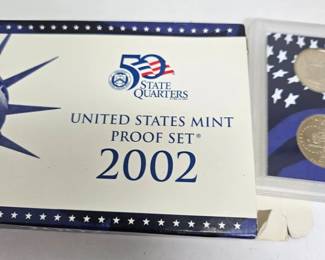 50
STATE
QUARTERS
UNITED STATES MINT
PROOF SET®
2002